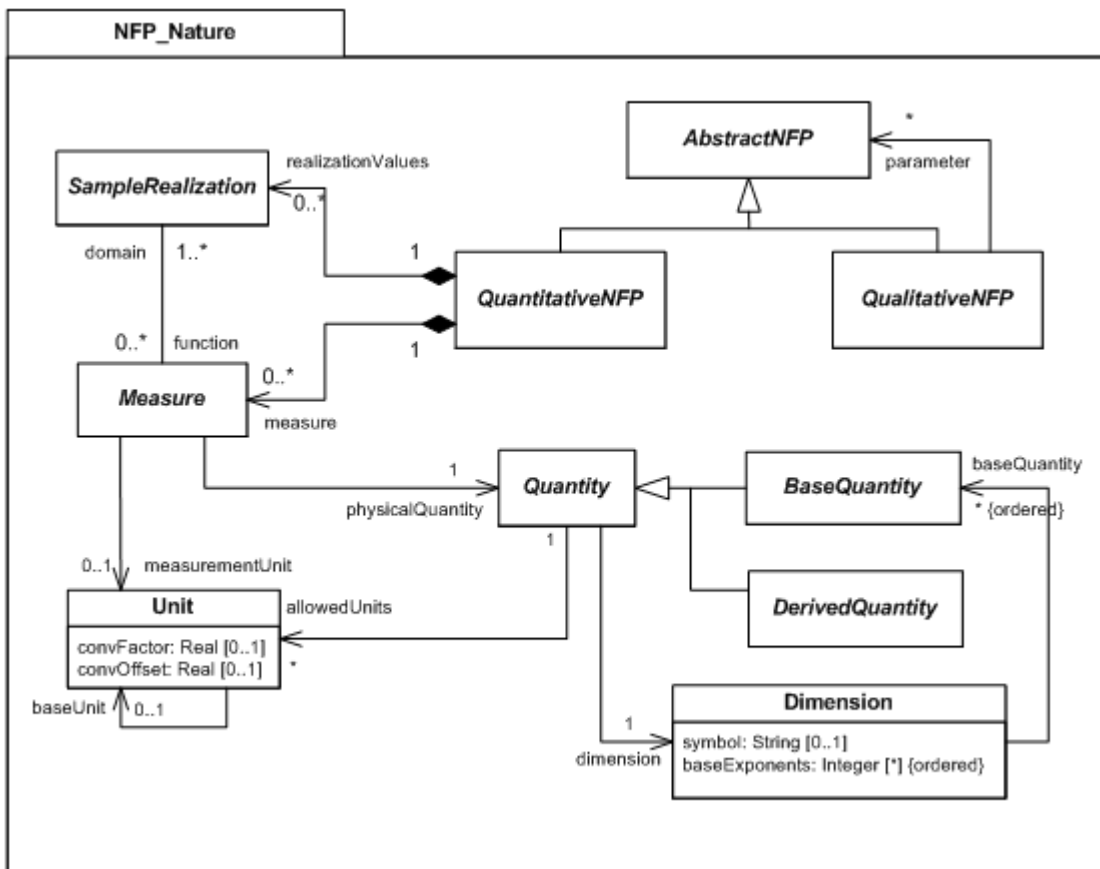 NFP_Nature
AbstractNFP
*
parameter
realizationValues
SampleRealization
0..*
domain
1..*
1
QuantitativeNFP
QualitativeNFP
1
0..*
function
0..*
Measure
measure
1
physicalQuantity
Quantity
1
BaseQuantity
baseQuantity
* {ordered}
0..1
measurementUnit
DerivedQuantity
Unit
allowedUnits
convFactor: Real [0..1]
convOffset: Real [0..1]
*
baseUnit
0..1
1
dimension
Dimension
symbol: String [0..1]
baseExponents: Integer [*] {ordered}